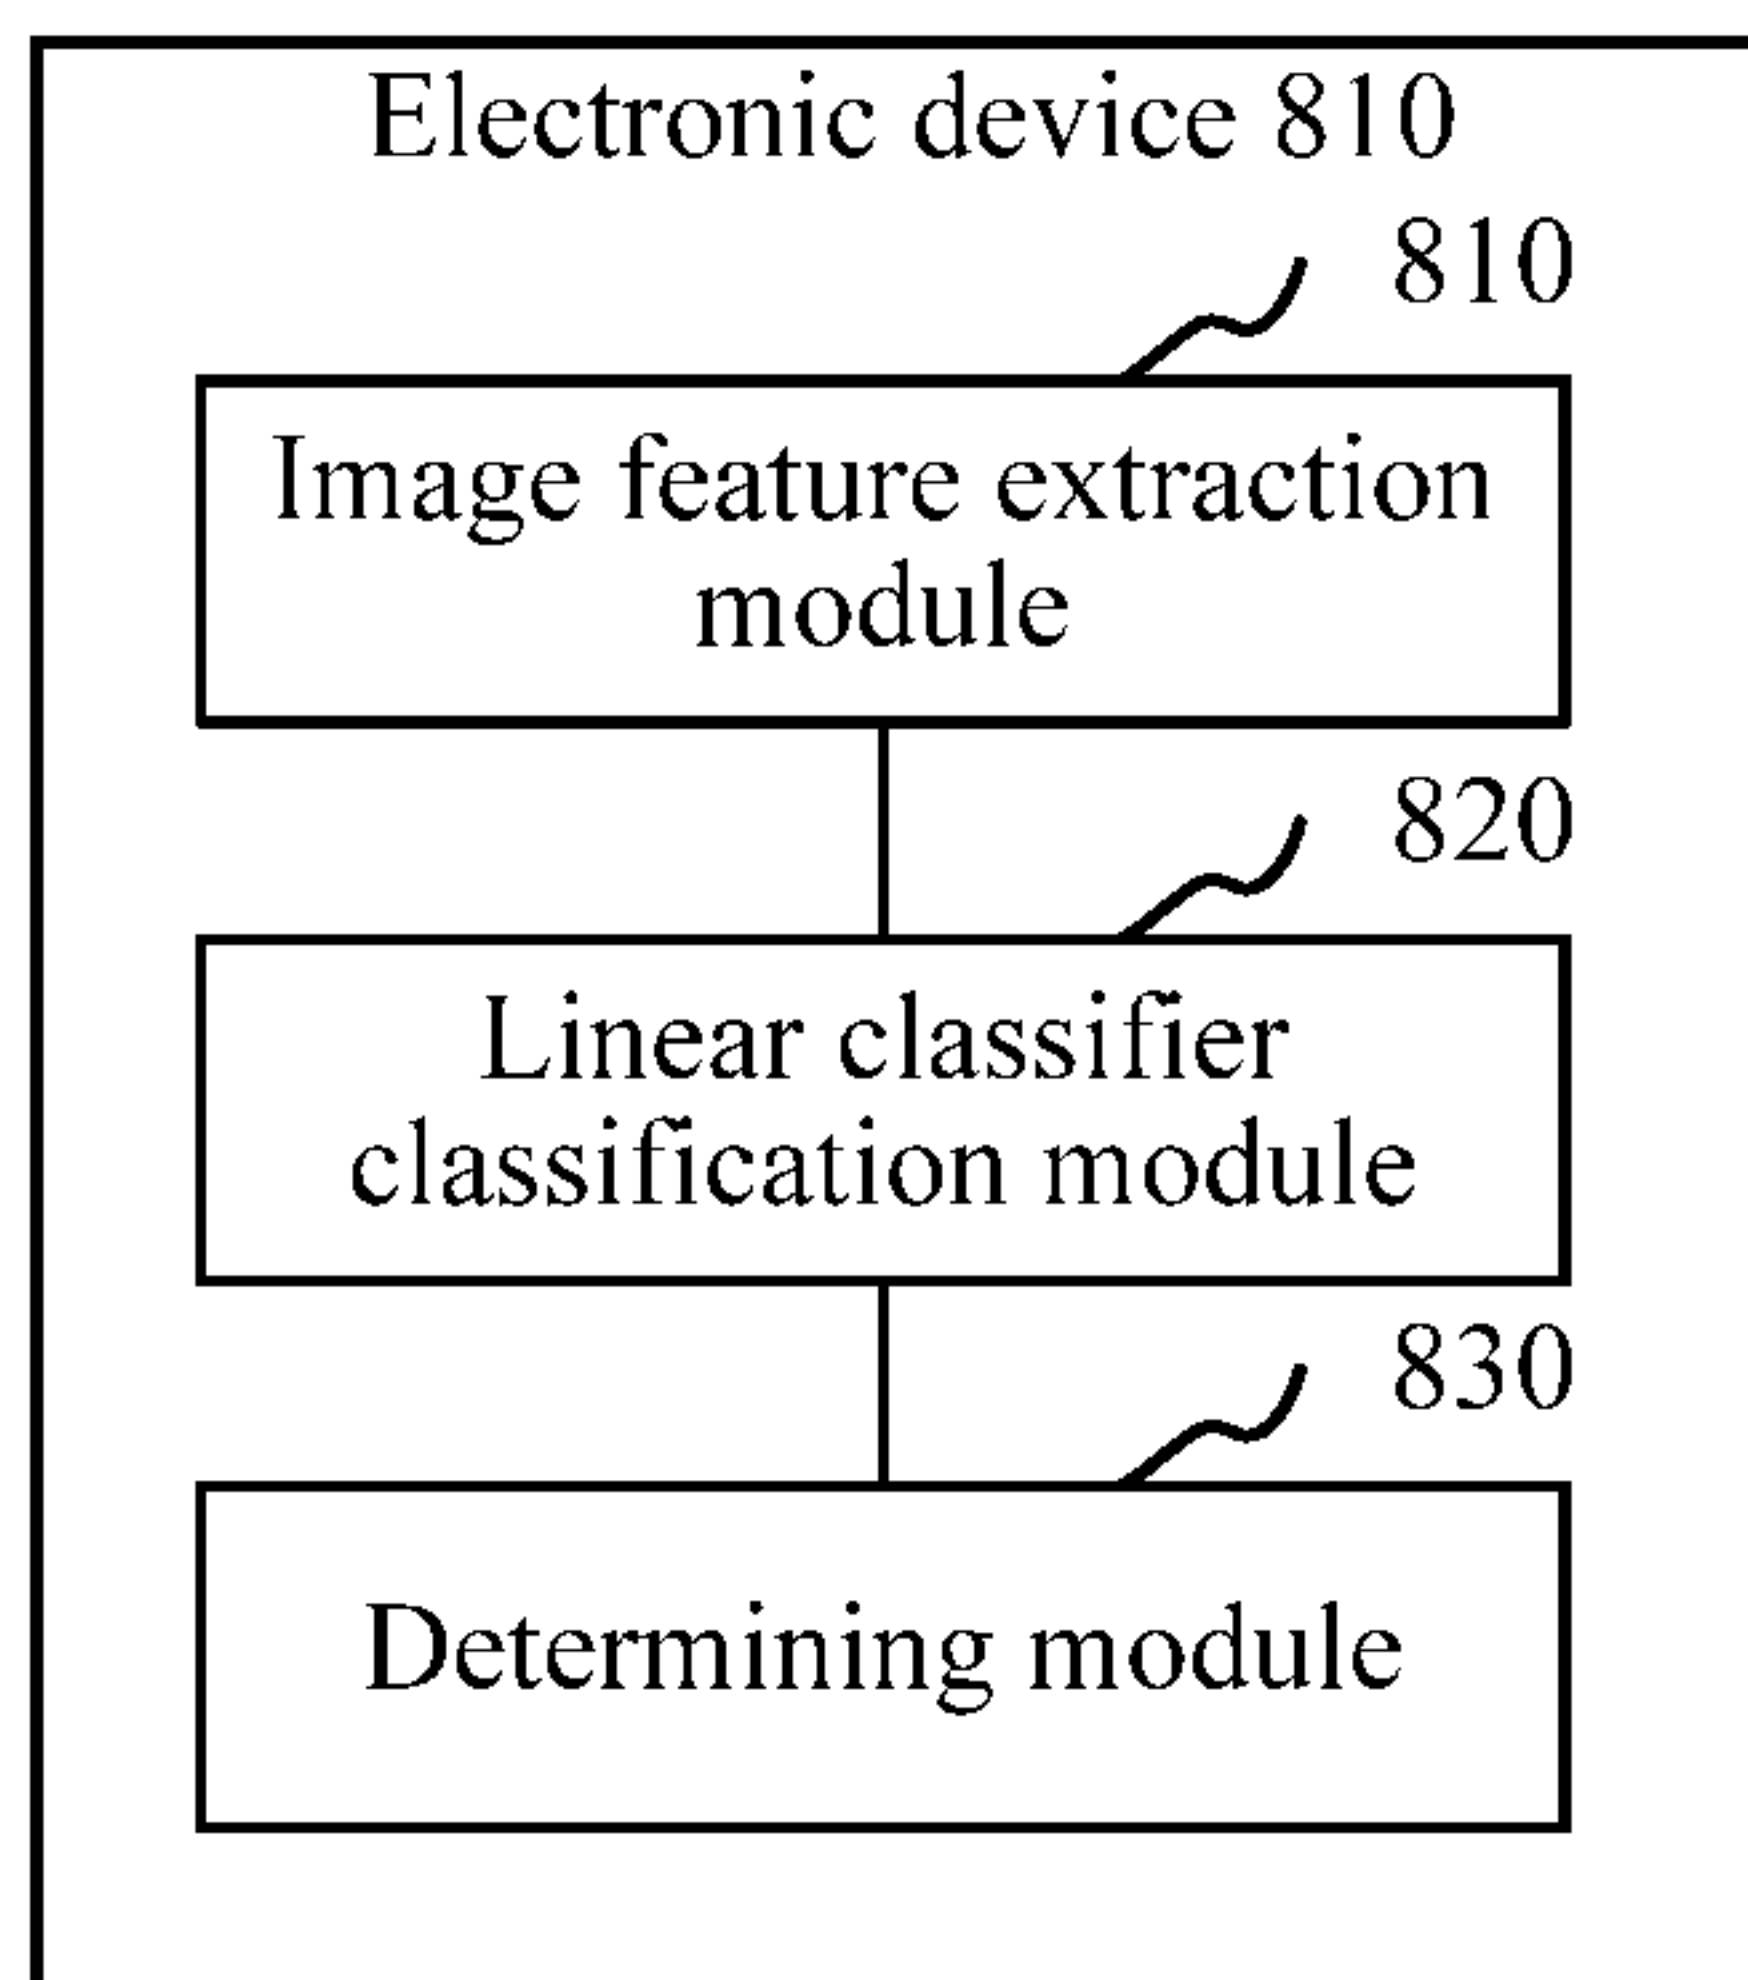 Electronic device 810
810
Image feature extraction
module
820
Linear classifier
classification module
830
Determining module